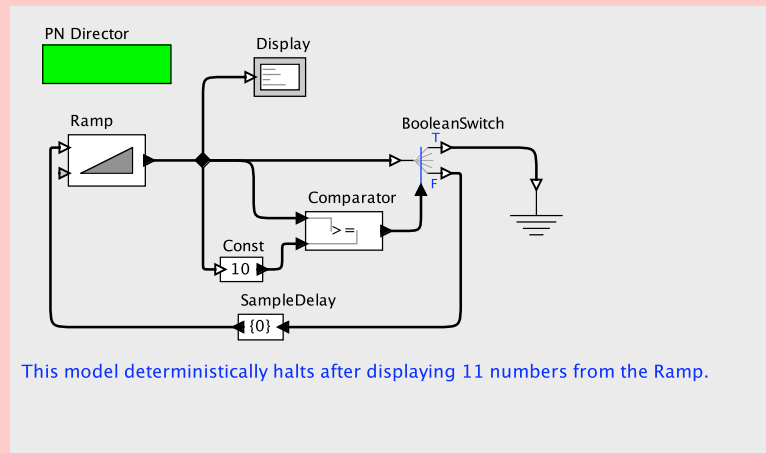 PN Director
Display
Ramp
BooleanSwitch
T
F
Comparator
>=
Const
10
SampleDelay
{0}
This model deterministically halts after displaying 11 numbers from the Ramp.